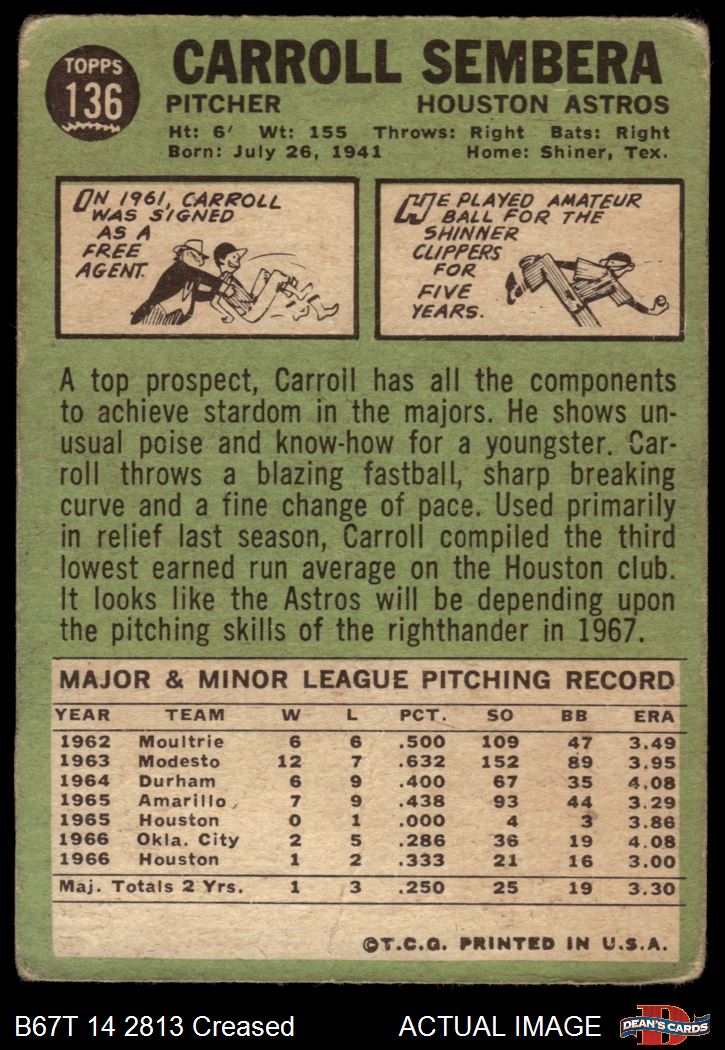 TOPPS
136
CARROLL SEMBERA
PITCHER HOUSTON ASTROS
Ht: 6' Wt: 155 Throws: Right Bats: Right
Born: July 26, 1941 Home: Shiner, Tex.
ON 1961, CARROLL
WAS SIGNED
AS A
FREE
AGENT.
HE PLAYED AMATEUR
BALL FOR THE
SHINNER
CLIPPERS
FOR
FIVE
YEARS.
A top prospect, Carroll has all the components
to achieve stardom in the majors. He shows un-
usual poise and know-how for a youngster. Car-
roll throws a blazing fastball, sharp breaking
curve and a fine change of pace. Used primarily
in relief last season, Carroll compiled the third
lowest earned run average on the Houston club.
It looks like the Astros will be depending upon
the pitching skills of the righthander in 1967.
MAJOR & MINOR LEAGUE PITCHING RECORD
YEAR TEAM W L PCT. SO BB ERA
1962 Moultrie 6 6 .500 109 47 3.49
1963 Modesto 12 7 .632 152 89 3.95
1964 Durham 6 9 .400 67 35 4.08
1965 Amarillo 7 9 .438 93 44 3.29
1965 Houston 0 1 .000 4 3 3.86
1966 Okla. City 2 5 .286 36 19 4.08
1966 Houston 1 2 .333 21 16 3.00
Maj. Totals 2 Yrs. 1 3 .250 25 19 3.30
©T.C.G. PRINTED IN U.S.A.
B67T 14 2813 Creased ACTUAL IMAGE
D
DEAN'S CARDS